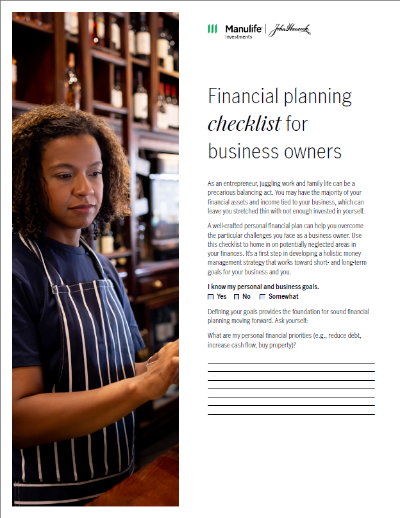 Manulife | John Hancock
Investments
Financial planning
checklist for
business owners
As an entrepreneur, juggling work and family life can be a
precarious balancing act. You may have the majority of your
financial assets and income tied to your business, which can
leave you stretched thin with not enough invested in yourself.
A well-crafted personal financial plan can help you overcome
the particular challenges you face as a business owner. Use
this checklist to home in on potentially neglected areas in
your finances. It's a first step in developing a holistic money
management strategy that works toward short- and long-term
goals for your business and you.
I know my personal and business goals.
☐ Yes ☐ No ☐ Somewhat
Defining your goals provides the foundation for sound financial
planning moving forward. Ask yourself:
What are my personal financial priorities (e.g., reduce debt,
increase cash flow, buy property)?